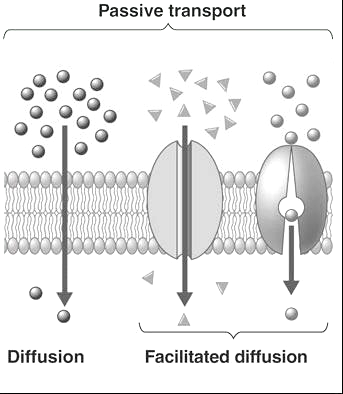 Passive transport
Diffusion
Facilitated diffusion